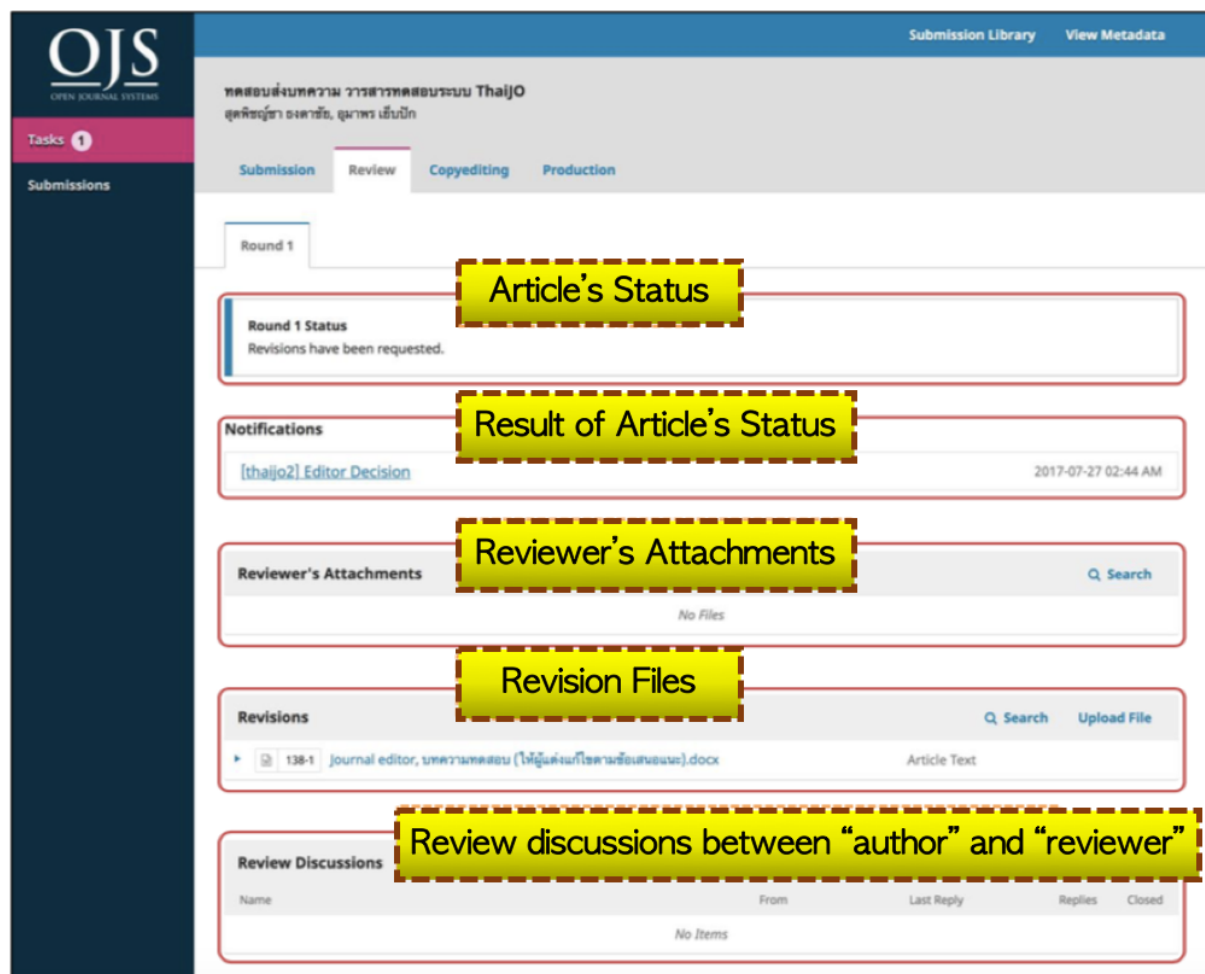 OJS
OPEN JOURNAL SYSTEMS
Submission Library View Metadata
ทดสอบส่งบทความ วารสารทดสอบระบบ ThaiJO
สุดพิชญ์ชา ธงดาชัย, อุมาพร เย็บปัก
Tasks 1
Submissions
Submission Review Copyediting Production
Round 1
Article's Status
Round 1 Status
Revisions have been requested.
Result of Article's Status
Notifications
[thaijo2] Editor Decision 2017-07-27 02:44 AM
Reviewer's Attachments
Reviewer's Attachments Search
No Files
Revision Files
Revisions Search Upload File
138-1 Journal editor, บทความทดสอบ (ให้ผู้แต่งแก้ไขตามข้อเสนอแนะ).docx Article Text
Review discussions between “author” and “reviewer”
Review Discussions
Name From Last Reply Replies Closed
No Items